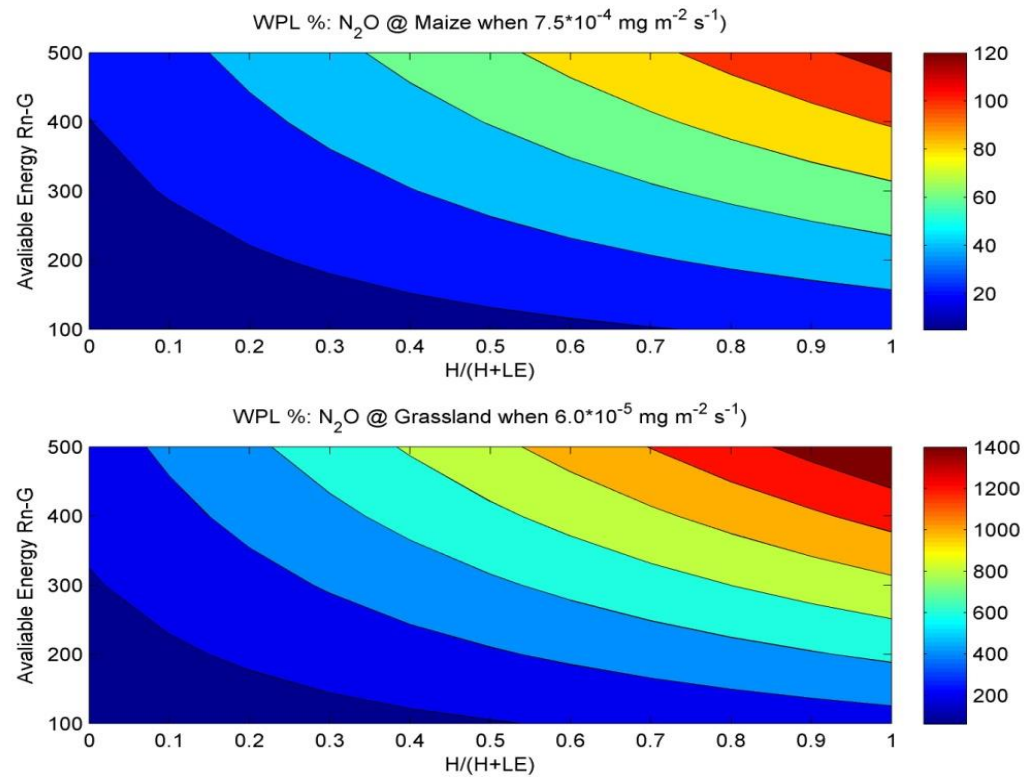 WPL %: N2O @ Maize when 7.5*10-4 mg m-2 s-1)
500
400
300
200
100
Avaliable Energy Rn-G
0 0.1 0.2 0.3 0.4 0.5 0.6 0.7 0.8 0.9 1
H/(H+LE)
120
100
80
60
40
20
WPL %: N2O @ Grassland when 6.0*10-5 mg m-2 s-1)
500
400
300
200
100
Avaliable Energy Rn-G
0 0.1 0.2 0.3 0.4 0.5 0.6 0.7 0.8 0.9 1
H/(H+LE)
1400
1200
1000
800
600
400
200